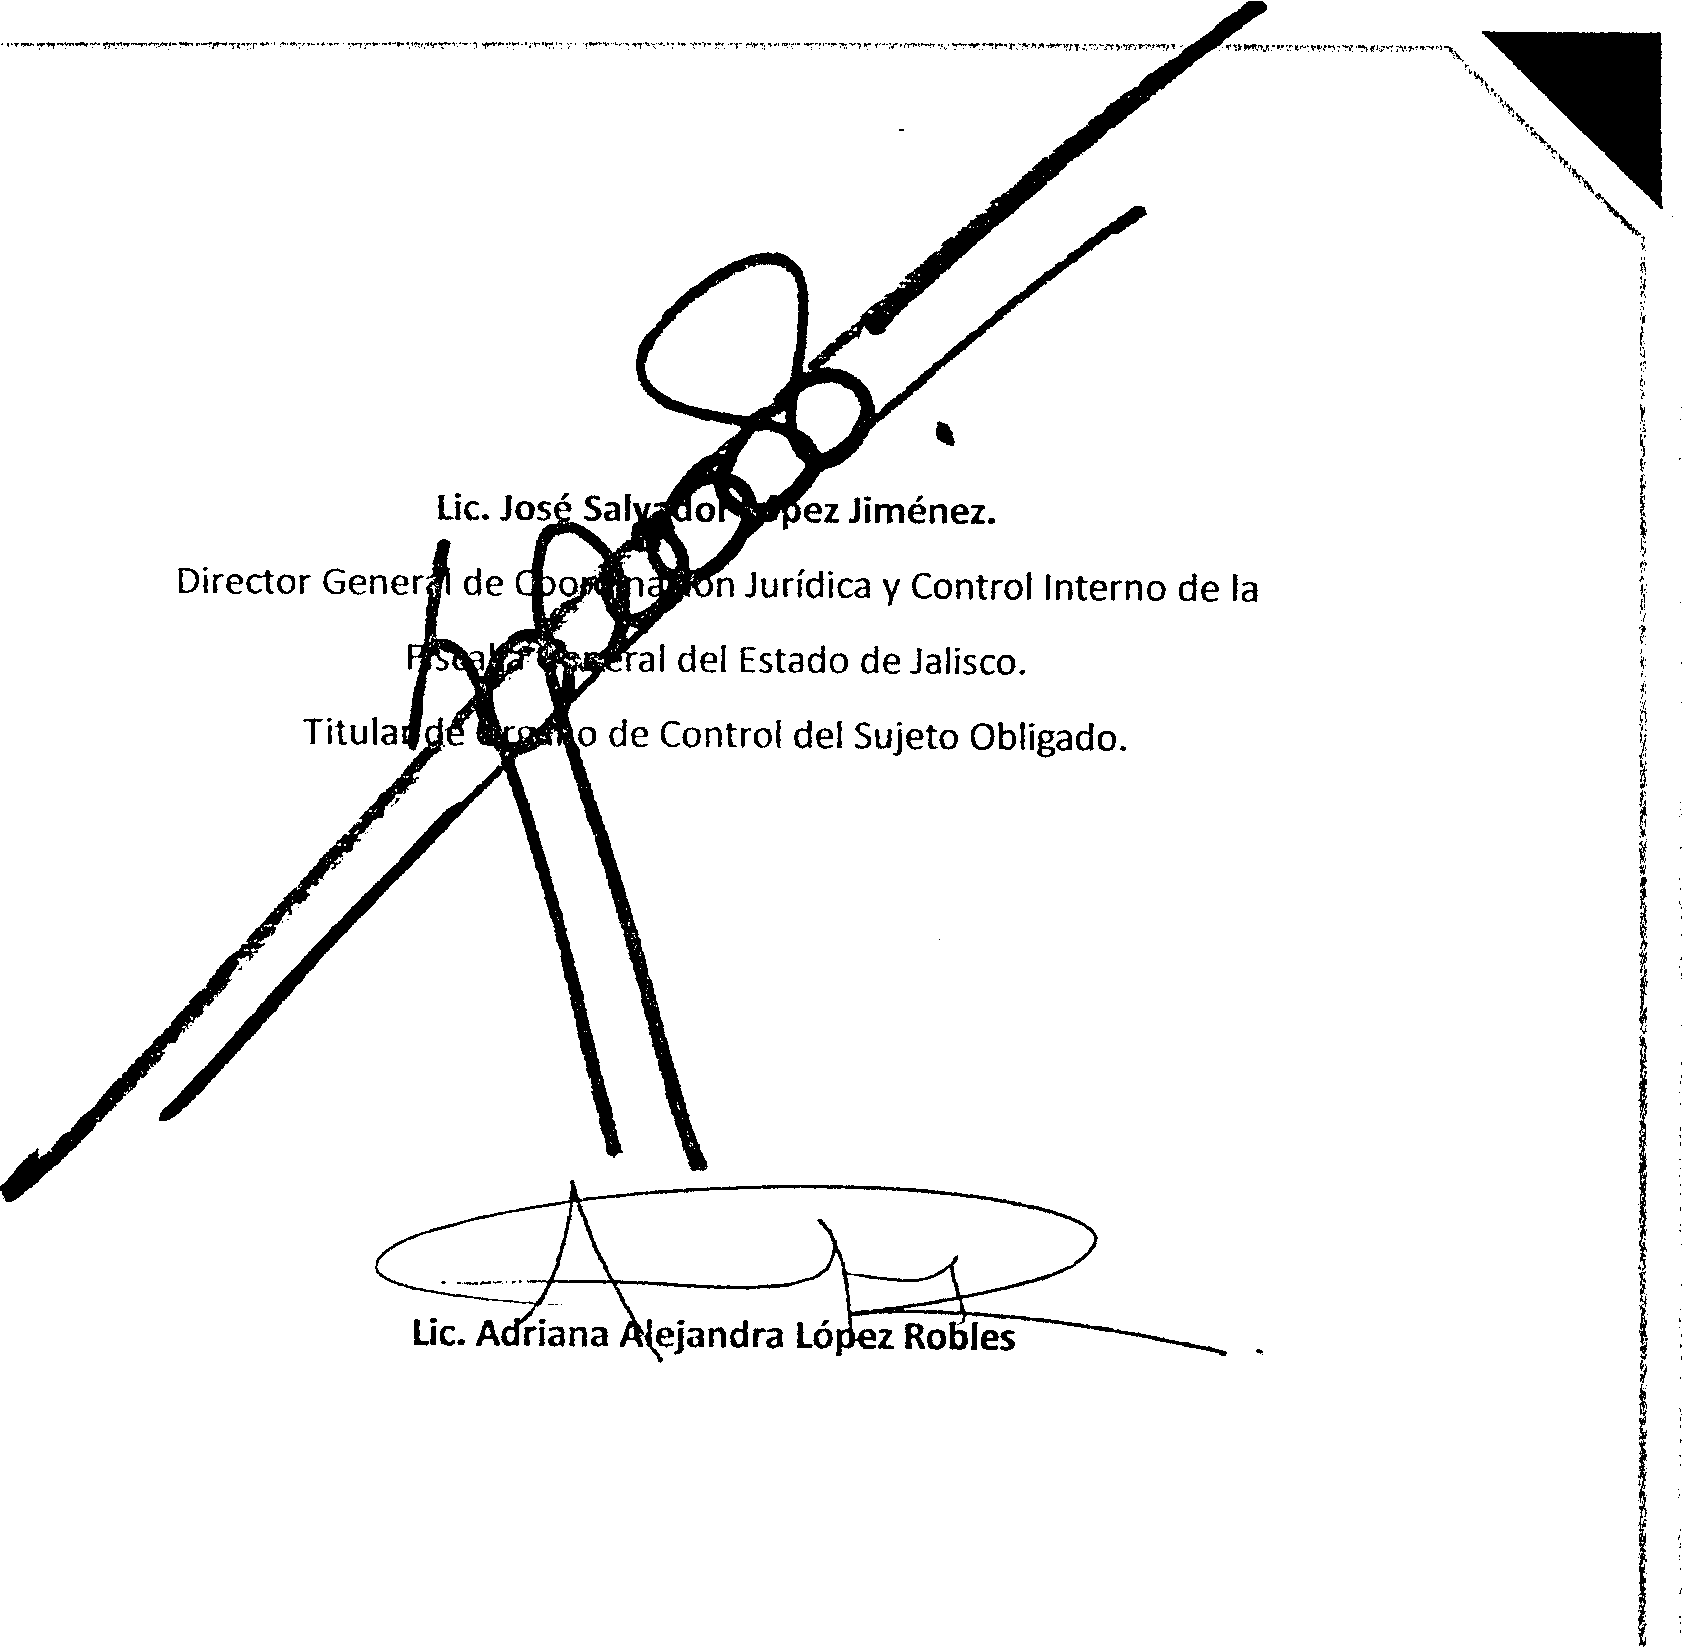 Lic. José Salvador López Jiménez.
Director General de Coordinación Jurídica y Control Interno de la
Fiscalía General del Estado de Jalisco.
Titular de Órgano de Control del Sujeto Obligado.
Lic. Adriana Alejandra López Robles